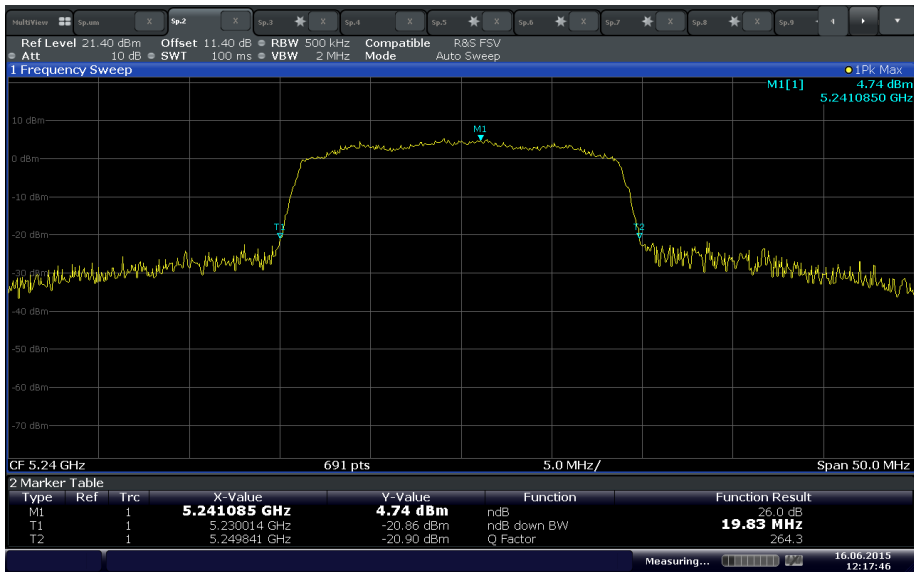 MultiView Sp.um X Sp.2 X Sp.3 X Sp.4 X Sp.5 X Sp.6 X Sp.7 X Sp.8 X Sp.9
Ref Level 21.40 dBm Offset 11.40 dB RBW 500 kHz Compatible R&S FSV
Att 10 dB SWT 100 ms VBW 2 MHz Mode Auto Sweep
1 Frequency Sweep 1Pk Max
M1[1] 4.74 dBm
5.2410850 GHz
10 dBm
M1
0 dBm
-10 dBm
T1 T2
-20 dBm
-30 dBm
-40 dBm
-50 dBm
-60 dBm
-70 dBm
CF 5.24 GHz 691 pts 5.0 MHz/ Span 50.0 MHz
2 Marker Table
Type Ref Trc X-Value Y-Value Function Function Result
M1 1 5.241085 GHz 4.74 dBm ndB 26.0 dB
T1 1 5.230014 GHz -20.86 dBm ndB down BW 19.83 MHz
T2 1 5.249841 GHz -20.90 dBm Q Factor 264.3
Measuring... 16.06.2015
12:17:46